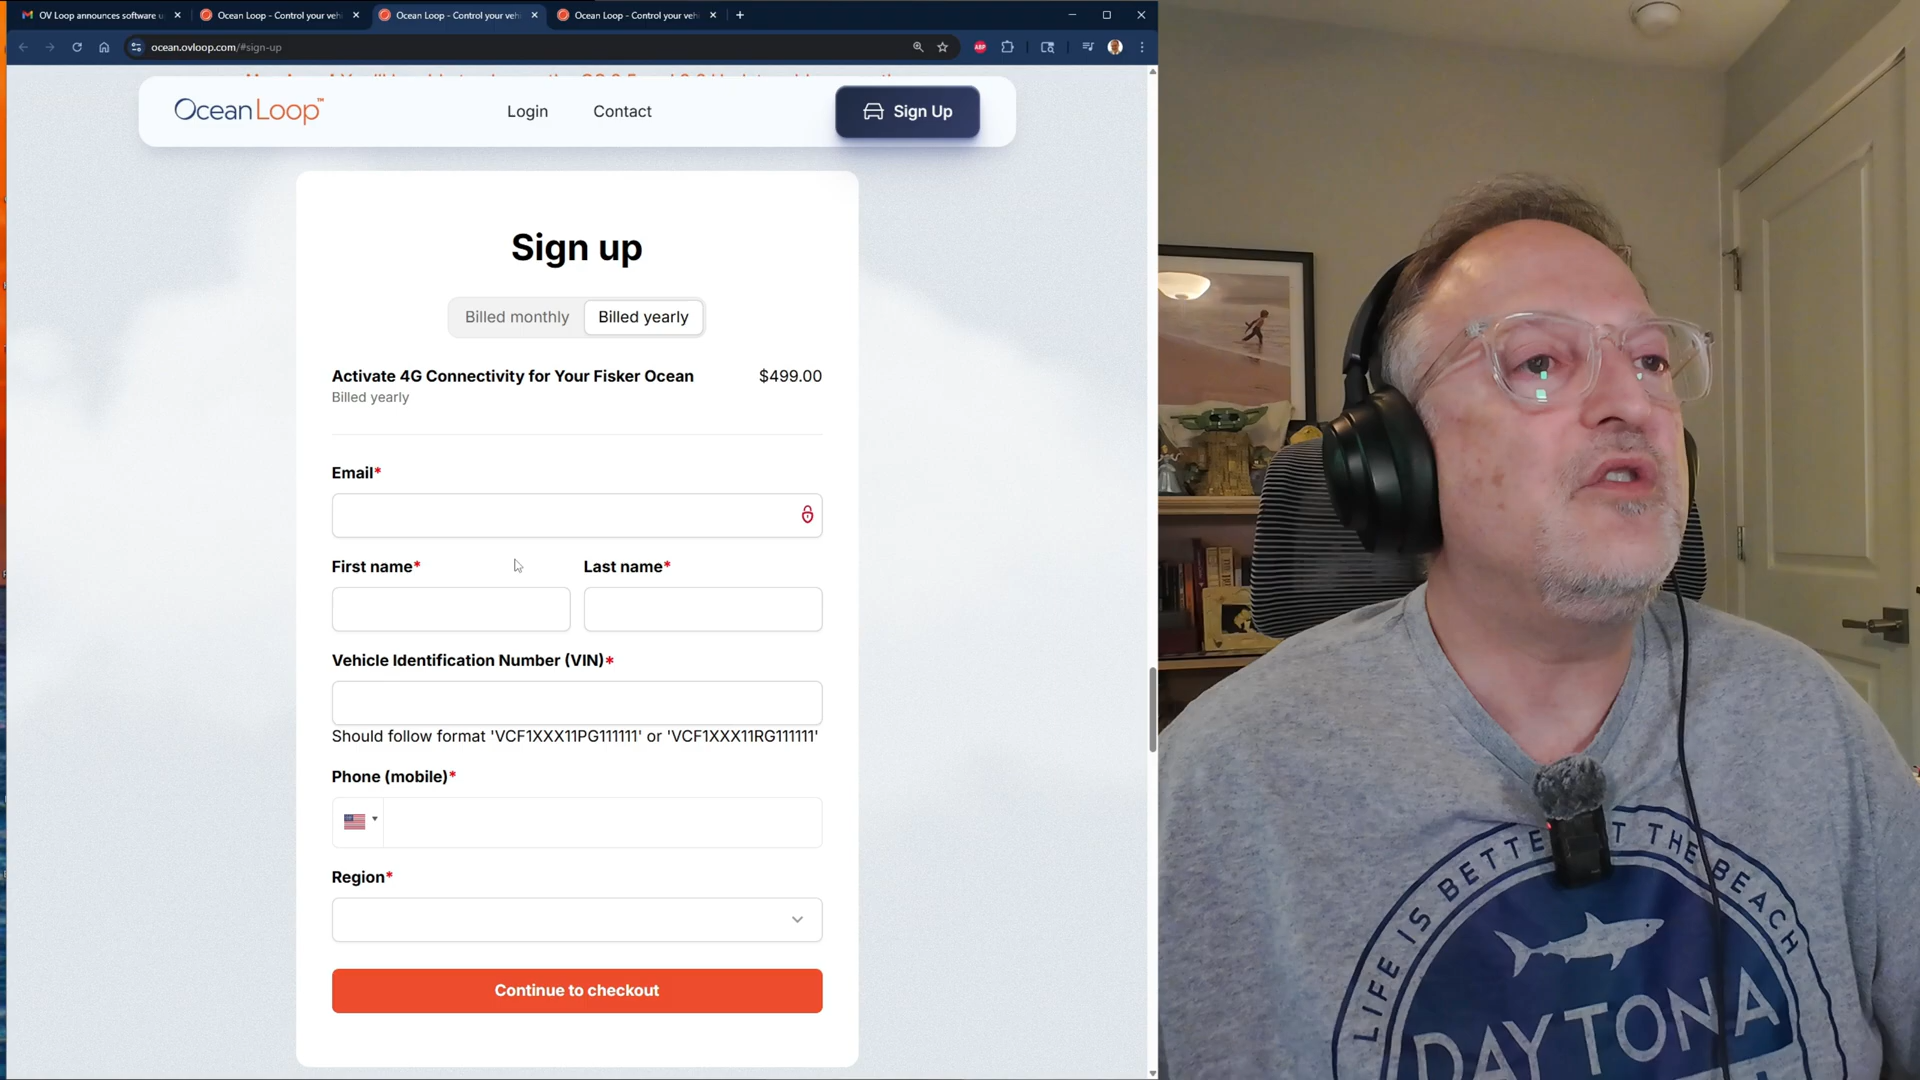 OV Loop announces software u
Ocean Loop - Control your veh
Ocean Loop - Control your veh
Ocean Loop - Control your veh
ocean.ovloop.com/#sign-up
ABP
OceanLoop™
Login
Contact
Sign Up
Sign up
Billed monthly
Billed yearly
Activate 4G Connectivity for Your Fisker Ocean
$499.00
Billed yearly
Email*
First name*
Last name*
Vehicle Identification Number (VIN)*
Should follow format 'VCF1XXX11PG111111' or 'VCF1XXX11RG111111'
Phone (mobile)*
Region*
Continue to checkout
LIFE IS BETTE T THE BEACH
DAYTONA